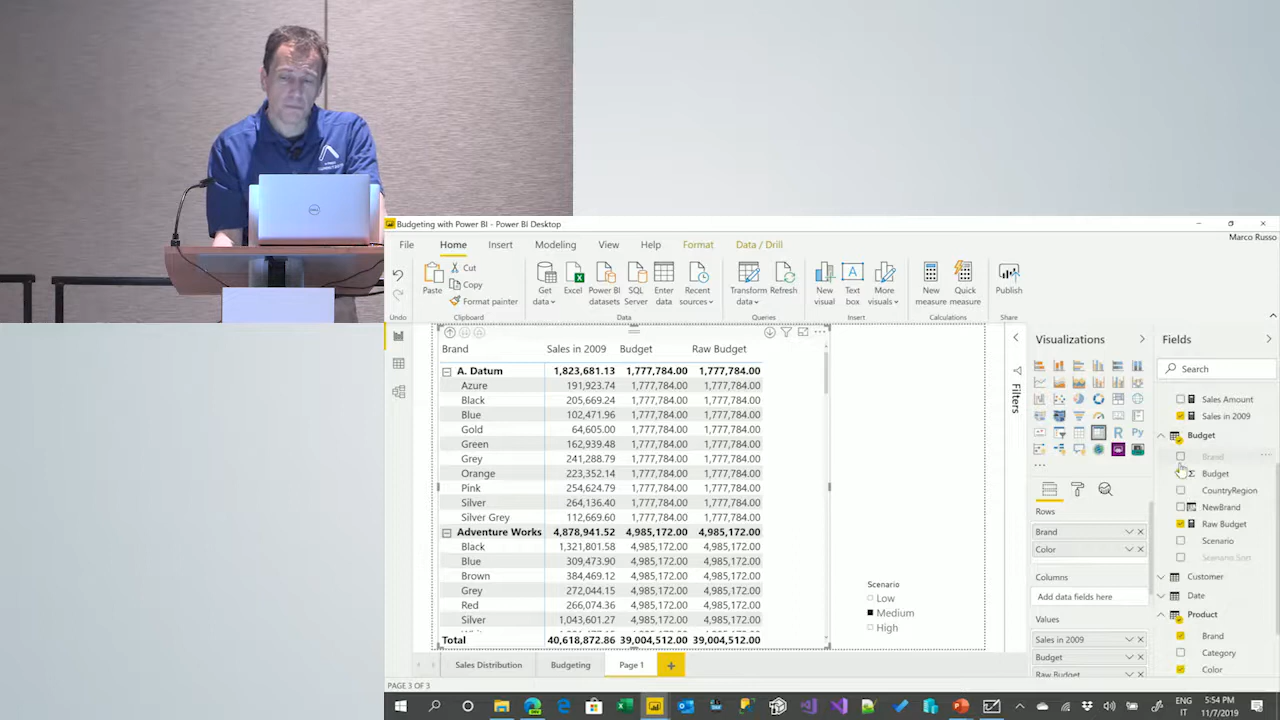 Budgeting with Power BI - Power BI Desktop
Marco Russo
File Home Insert Modeling View Help Format Data / Drill
Cut
Copy
Format painter
Paste
Get data
Excel
Power BI datasets
SQL Server
Enter data
Recent sources
Transform data
Refresh
New visual
Text box
More visuals
New measure
Quick measure
Publish
Undo Clipboard Data Queries Insert Calculations Share
Brand Sales in 2009 Budget Raw Budget
A. Datum 1,823,681.13 1,777,784.00 1,777,784.00
Azure 191,923.74 1,777,784.00 1,777,784.00
Black 205,669.24 1,777,784.00 1,777,784.00
Blue 102,471.96 1,777,784.00 1,777,784.00
Gold 64,605.00 1,777,784.00 1,777,784.00
Green 162,939.48 1,777,784.00 1,777,784.00
Grey 241,288.79 1,777,784.00 1,777,784.00
Orange 223,352.14 1,777,784.00 1,777,784.00
Pink 254,624.79 1,777,784.00 1,777,784.00
Silver 264,136.40 1,777,784.00 1,777,784.00
Silver Grey 112,669.60 1,777,784.00 1,777,784.00
Adventure Works 4,878,941.52 4,985,172.00 4,985,172.00
Black 1,321,801.58 4,985,172.00 4,985,172.00
Blue 309,473.90 4,985,172.00 4,985,172.00
Brown 384,469.12 4,985,172.00 4,985,172.00
Grey 272,044.15 4,985,172.00 4,985,172.00
Red 266,074.36 4,985,172.00 4,985,172.00
Silver 1,043,601.27 4,985,172.00 4,985,172.00
Total 40,618,872.86 39,004,512.00 39,004,512.00
Scenario
Low
Medium
High
Filters
Visualizations
Rows
Brand
Color
Columns
Add data fields here
Values
Sales in 2009
Budget
Raw Budget
Fields
Search
Sales Amount
Sales in 2009
Budget
Brand
Budget
CountryRegion
NewBrand
Raw Budget
Scenario
Scenario Sort
Customer
Date
Product
Brand
Category
Color
Sales Distribution Budgeting Page 1
PAGE 3 OF 3
ENG
IT
5:54 PM
11/7/2019
DELL